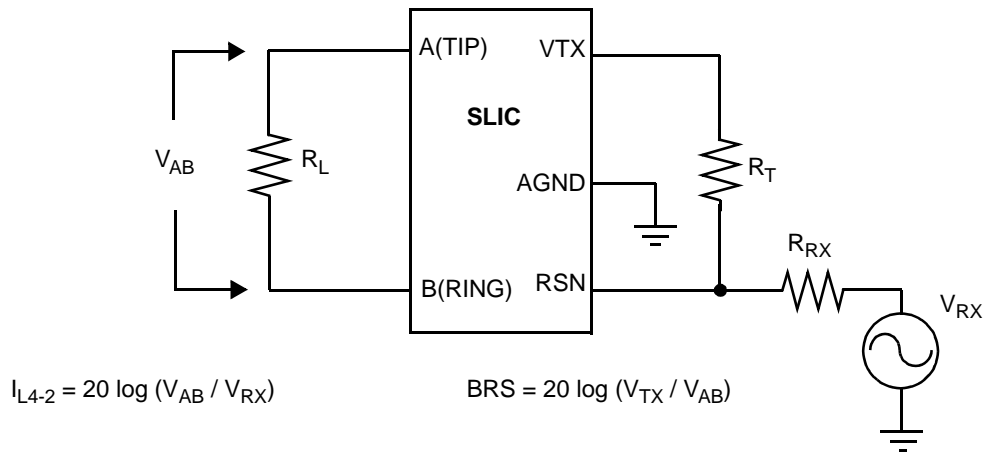 A(TIP)
VTX
SLIC
V_AB
R_L
R_T
AGND
R_RX
B(RING)
RSN
V_RX
I_L4-2 = 20 log (V_AB / V_RX)
BRS = 20 log (V_TX / V_AB)